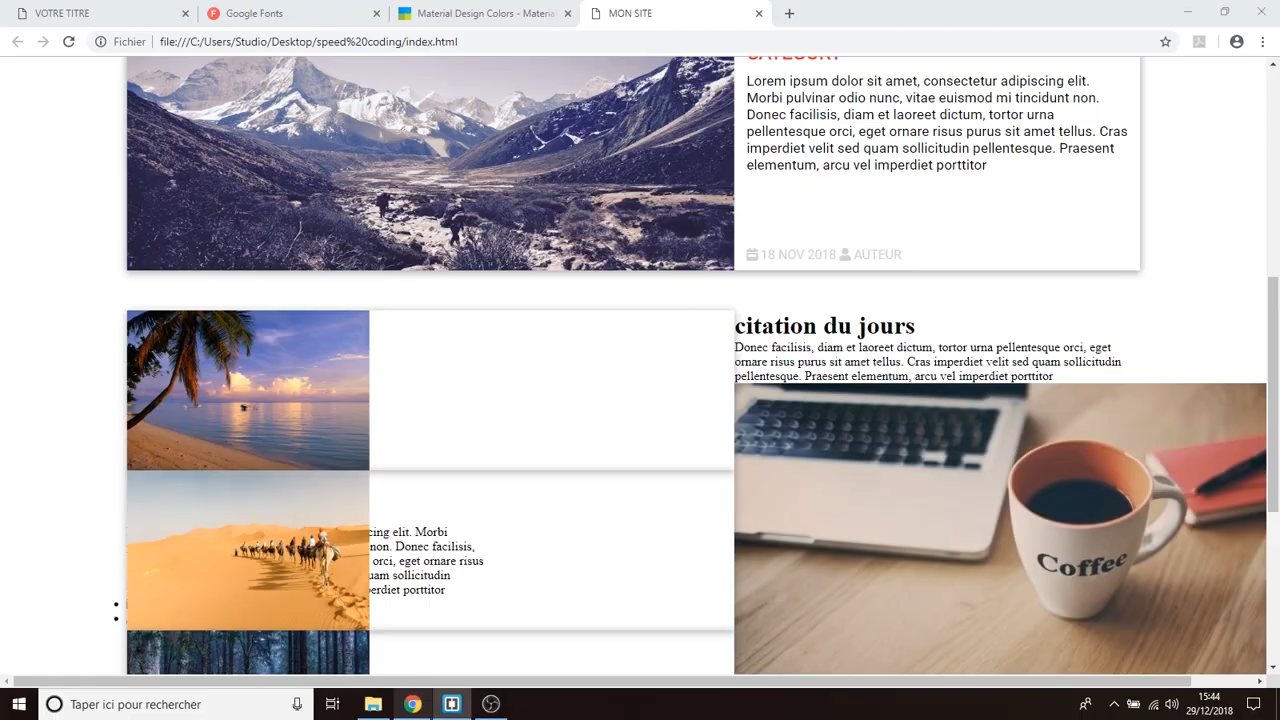 VOTRE TITRE
Google Fonts
Material Design Colors - Materia
MON SITE
Fichier
file:///C:/Users/Studio/Desktop/speed%20coding/index.html
CATEGORY
Lorem ipsum dolor sit amet, consectetur adipiscing elit.
Morbi pulvinar odio nunc, vitae euismod mi tincidunt non.
Donec facilisis, diam et laoreet dictum, tortor urna
pellentesque orci, eget ornare risus purus sit amet tellus. Cras
imperdiet velit sed quam sollicitudin pellentesque. Praesent
elementum, arcu vel imperdiet porttitor
18 NOV 2018 AUTEUR
citation du jours
Donec facilisis, diam et laoreet dictum, tortor urna pellentesque orci, eget
ornare risus purus sit amet tellus. Cras imperdiet velit sed quam sollicitudin
pellentesque. Praesent elementum, arcu vel imperdiet porttitor
cing elit. Morbi
non. Donec facilisis,
orci, eget ornare risus
uam sollicitudin
perdiet porttitor
Coffee
Taper ici pour rechercher
15:44
29/12/2018